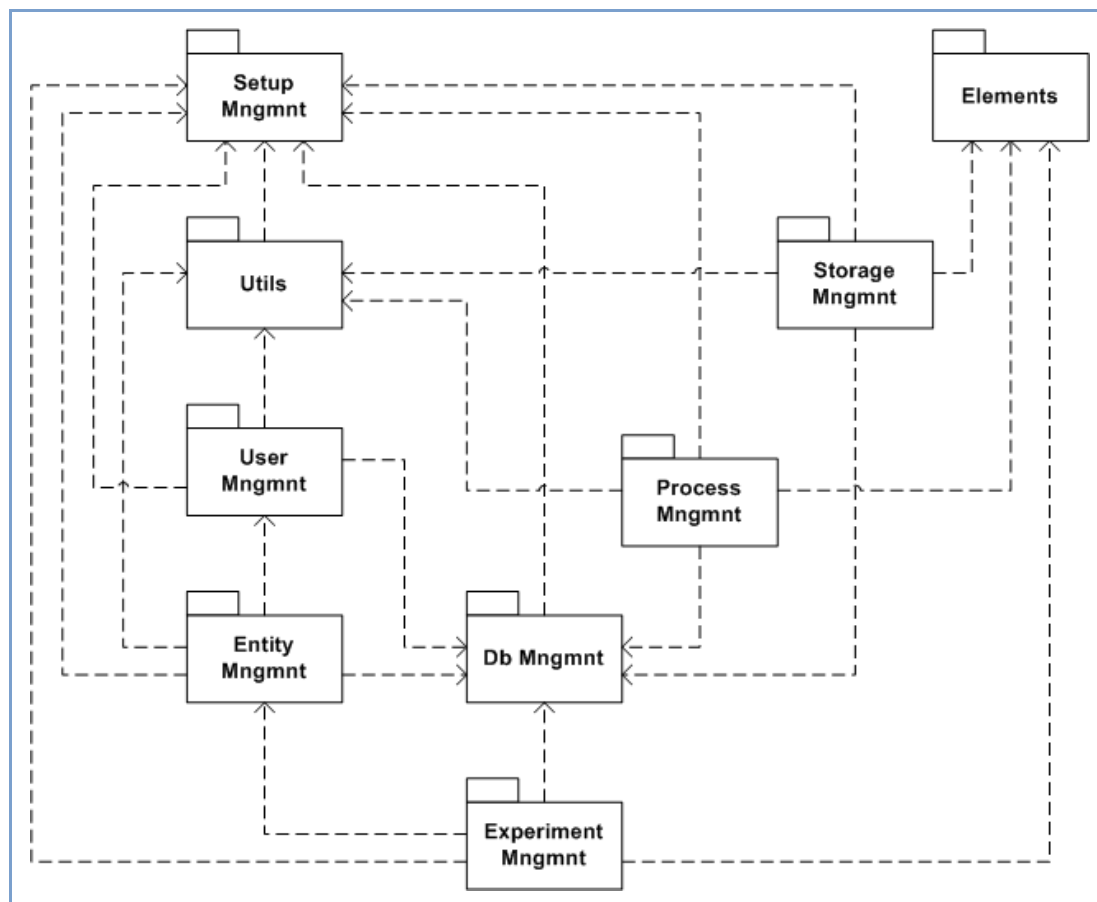 Setup
Mngmnt
Elements
Utils
Storage
Mngmnt
User
Mngmnt
Process
Mngmnt
Entity
Mngmnt
Db Mngmnt
Experiment
Mngmnt